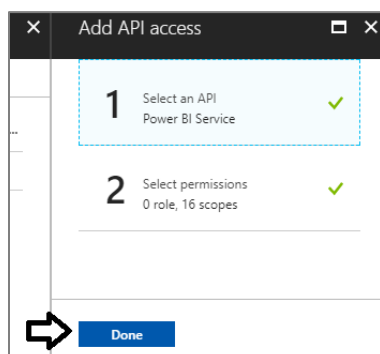 Add API access
1
Select an API
Power BI Service
2
Select permissions
0 role, 16 scopes
...
Done